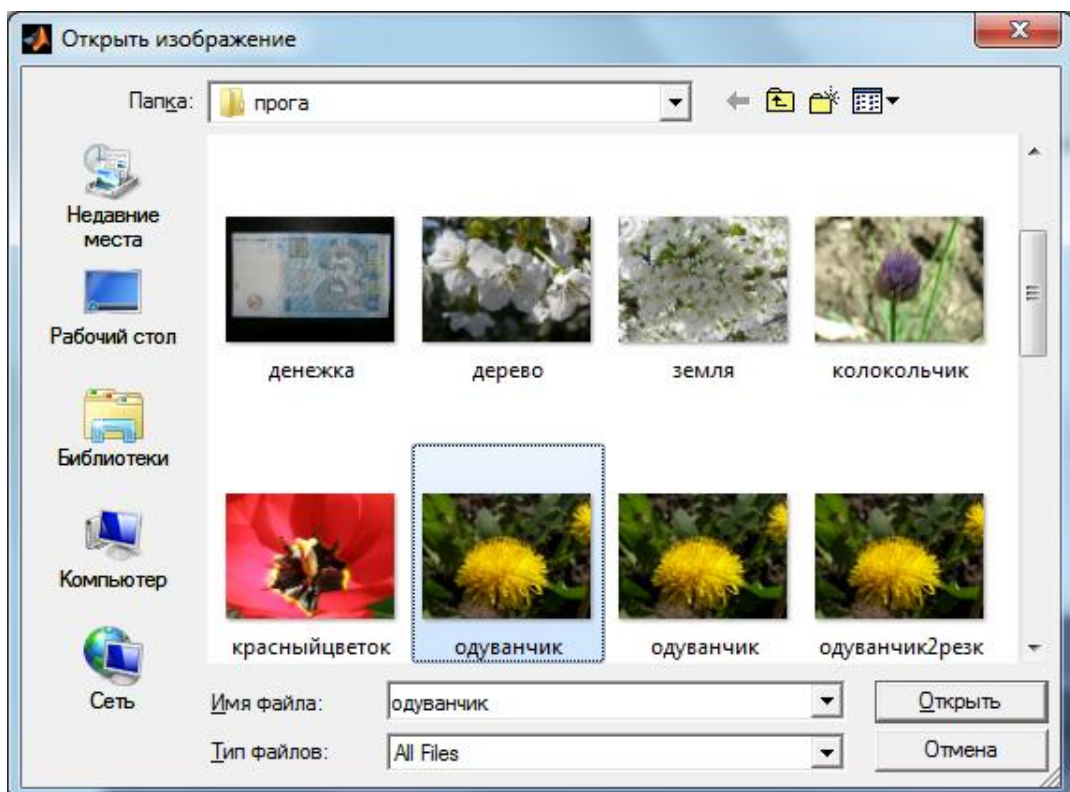 Открыть изображение
Папка:
прога
Недавние
места
Рабочий стол
Библиотеки
Компьютер
Сеть
денежка
дерево
земля
колокольчик
красныйцветок
одуванчик
одуванчик
одуванчик2резк
Имя файла:
одуванчик
Открыть
Тип файлов:
All Files
Отмена